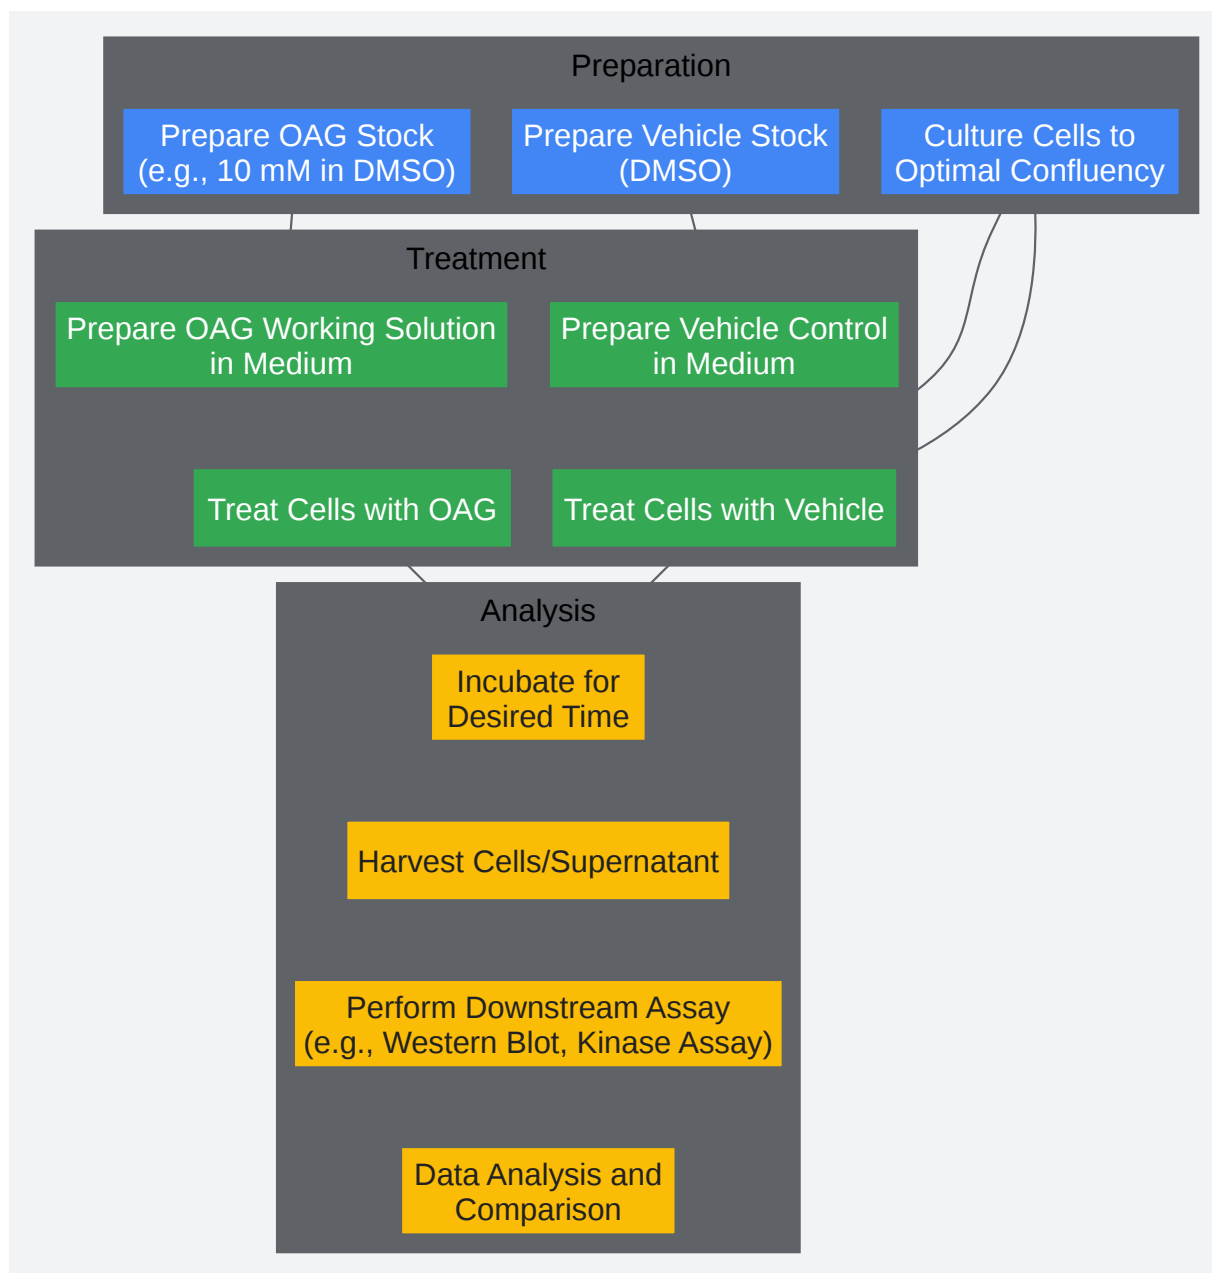 Preparation
Prepare OAG Stock
(e.g., 10 mM in DMSO)
Prepare Vehicle Stock
(DMSO)
Culture Cells to
Optimal Confluency
Treatment
Prepare OAG Working Solution
in Medium
Prepare Vehicle Control
in Medium
Treat Cells with OAG
Treat Cells with Vehicle
Analysis
Incubate for
Desired Time
Harvest Cells/Supernatant
Perform Downstream Assay
(e.g., Western Blot, Kinase Assay)
Data Analysis and
Comparison